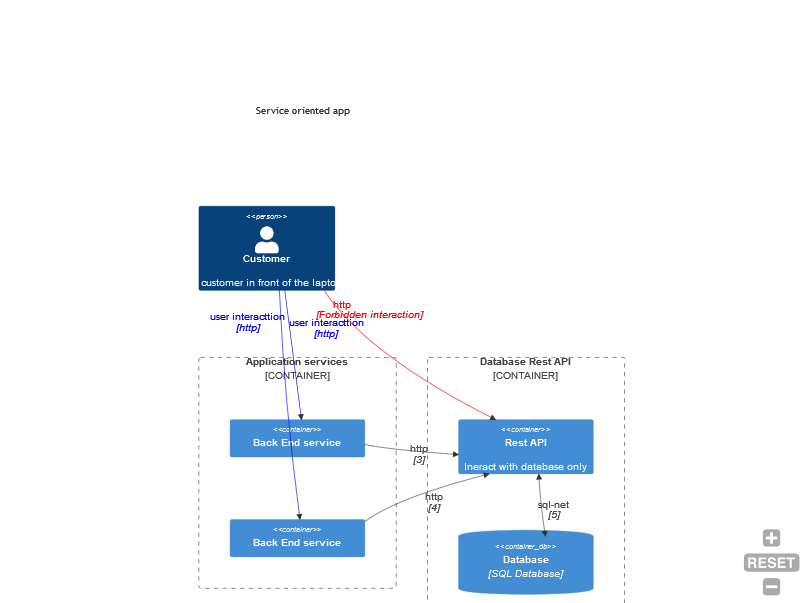 Service oriented app
<<person>>
Customer
customer in front of the lapto
http
[Forbidden interaction]
user interacttion
[http]
user interacttion
[http]
Application services
[CONTAINER]
Database Rest API
[CONTAINER]
<<container>>
Back End service
<<container>>
Rest API
Ineract with database only
http
[3]
http
[4]
sql-net
[5]
<<container>>
Back End service
<<container_db>>
Database
[SQL Database]
RESET